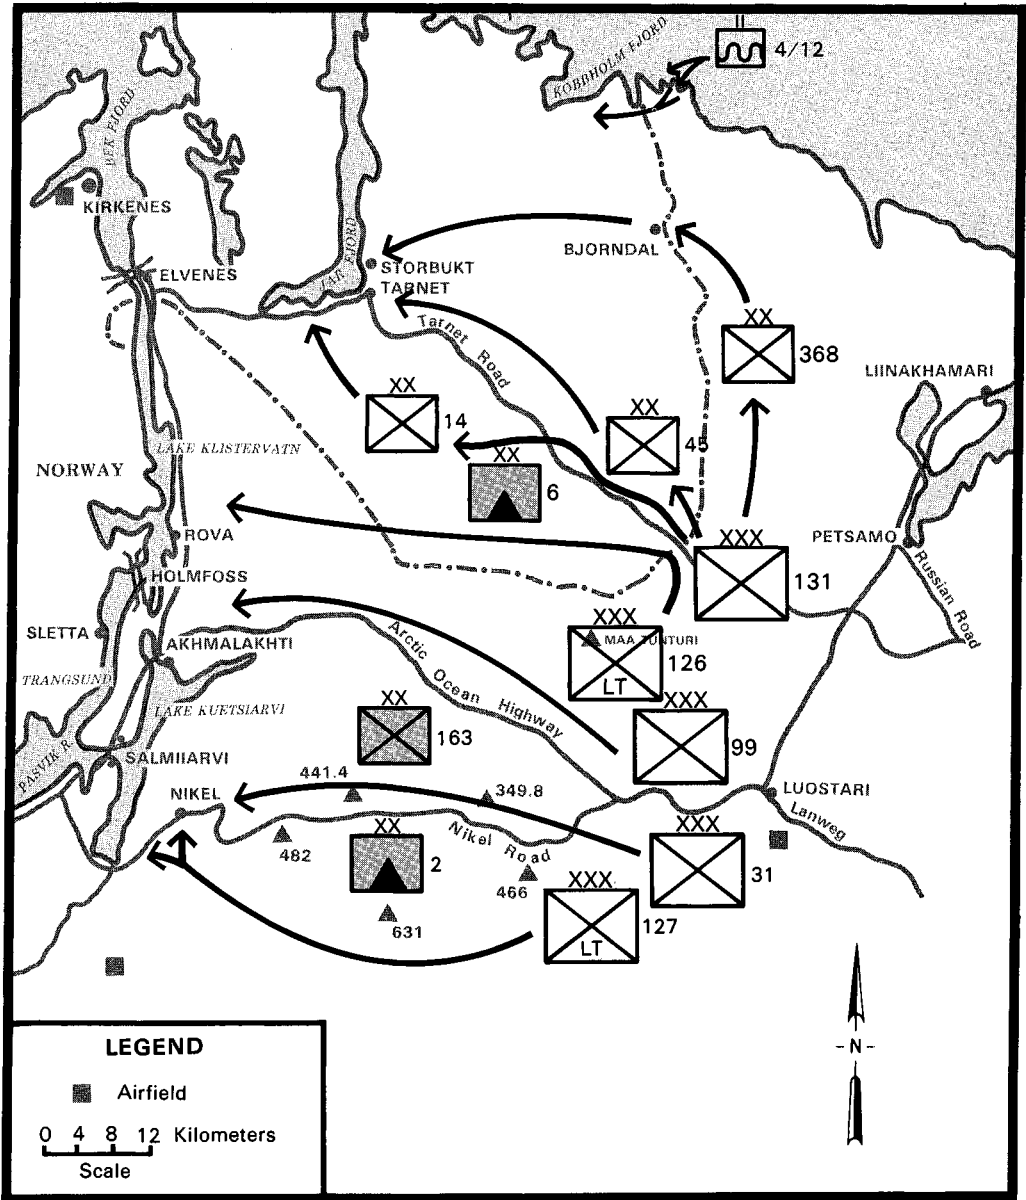 4/12
KOBBHOLM FJORD
BEK FJORD
KIRKENES
ELVENES
JAR FJORD
STORBUKT
TARNET
BJORNDAL
Tarnet Road
XX
368
LIINAKHAMARI
XX
14
XX
45
LAKE KLISTERVATN
NORWAY
XX
6
ROVA
PETSAMO
XXX
131
Russian Road
HOLMFOSS
SLETTA
AKHMALAKHTI
Arctic Ocean Highway
XXX
MAA TUNTURI
126
LT
TRANGSUND
LAKE KUETSIARVI
XX
163
XXX
99
PASVIK R.
SALMIIARVI
441.4
349.8
NIKEL
LUOSTARI
Lanweg
482
XX
2
Nikel Road
466
XXX
31
631
XXX
127
LT
LEGEND
Airfield
0 4 8 12 Kilometers
Scale
-N-